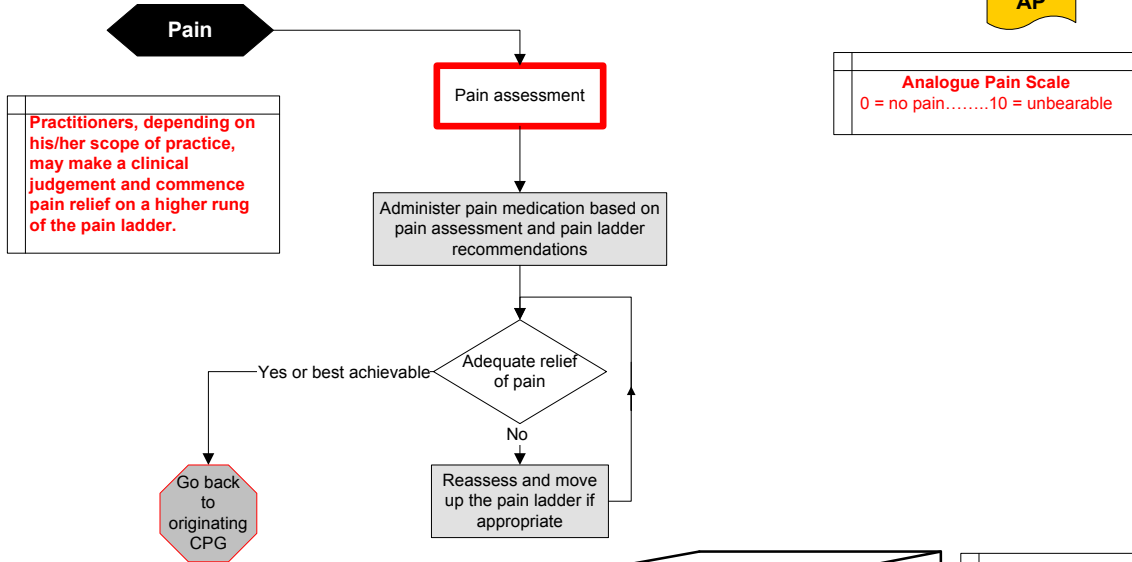 Pain
AP
Pain assessment
Analogue Pain Scale
0 = no pain……..10 = unbearable
Practitioners, depending on
his/her scope of practice,
may make a clinical
judgement and commence
pain relief on a higher rung
of the pain ladder.
Administer pain medication based on
pain assessment and pain ladder
recommendations
Adequate relief
of pain
Yes or best achievable
No
Go back
to
originating
CPG
Reassess and move
up the pain ladder if
appropriate